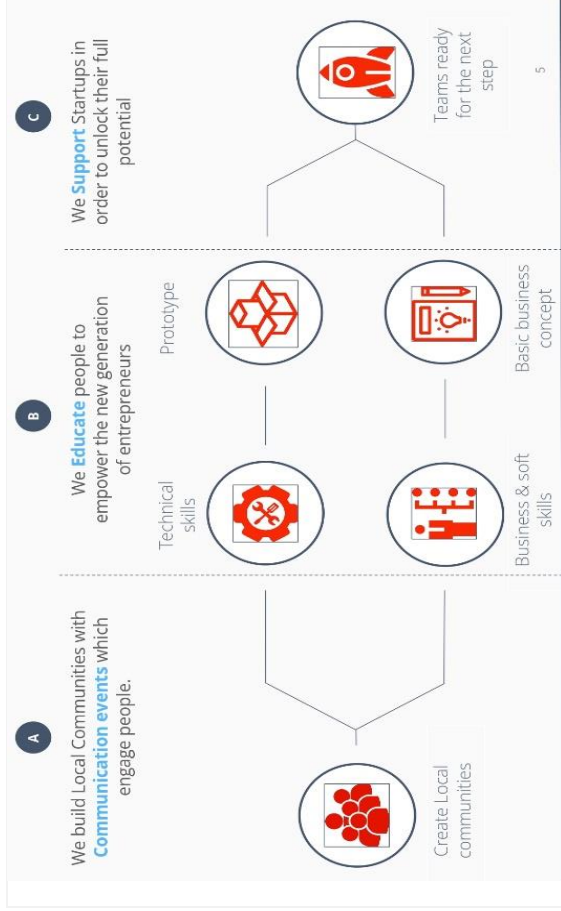 A
We build Local Communities with
Communication events which
engage people.
Create Local
communities
B
We Educate people to
empower the new generation
of entrepreneurs
Technical
skills
Prototype
Business & soft
skills
Basic business
concept
C
We Support Startups in
order to unlock their full
potential
Teams ready
for the next
step
5